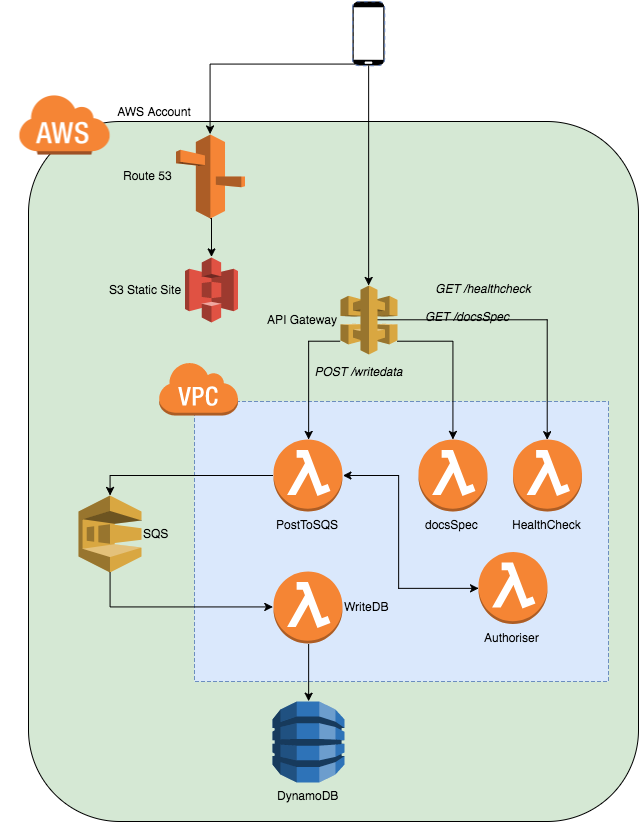 AWS Account
AWS
Route 53
S3 Static Site
GET /healthcheck
API Gateway
GET /docsSpec
POST /writedata
VPC
PostToSQS
docsSpec
HealthCheck
SQS
WriteDB
Authoriser
DynamoDB